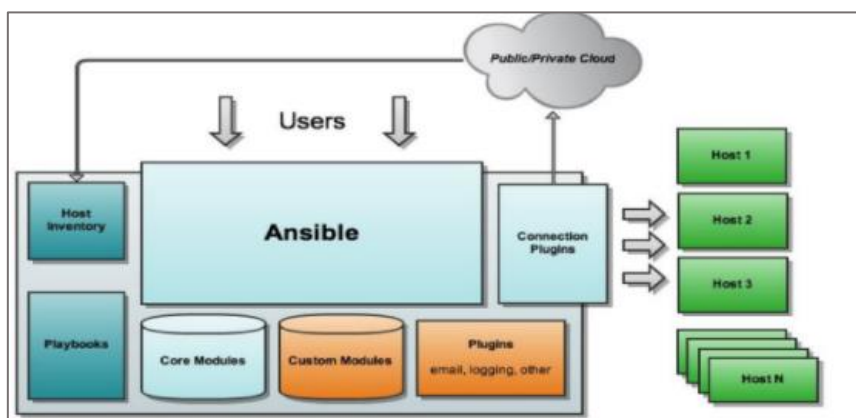 Public/Private Cloud
Users
Host
Inventory
Ansible
Connection
Plugins
Host 1
Host 2
Host 3
Host N
Playbooks
Core Modules
Custom Modules
Plugins
email, logging, other